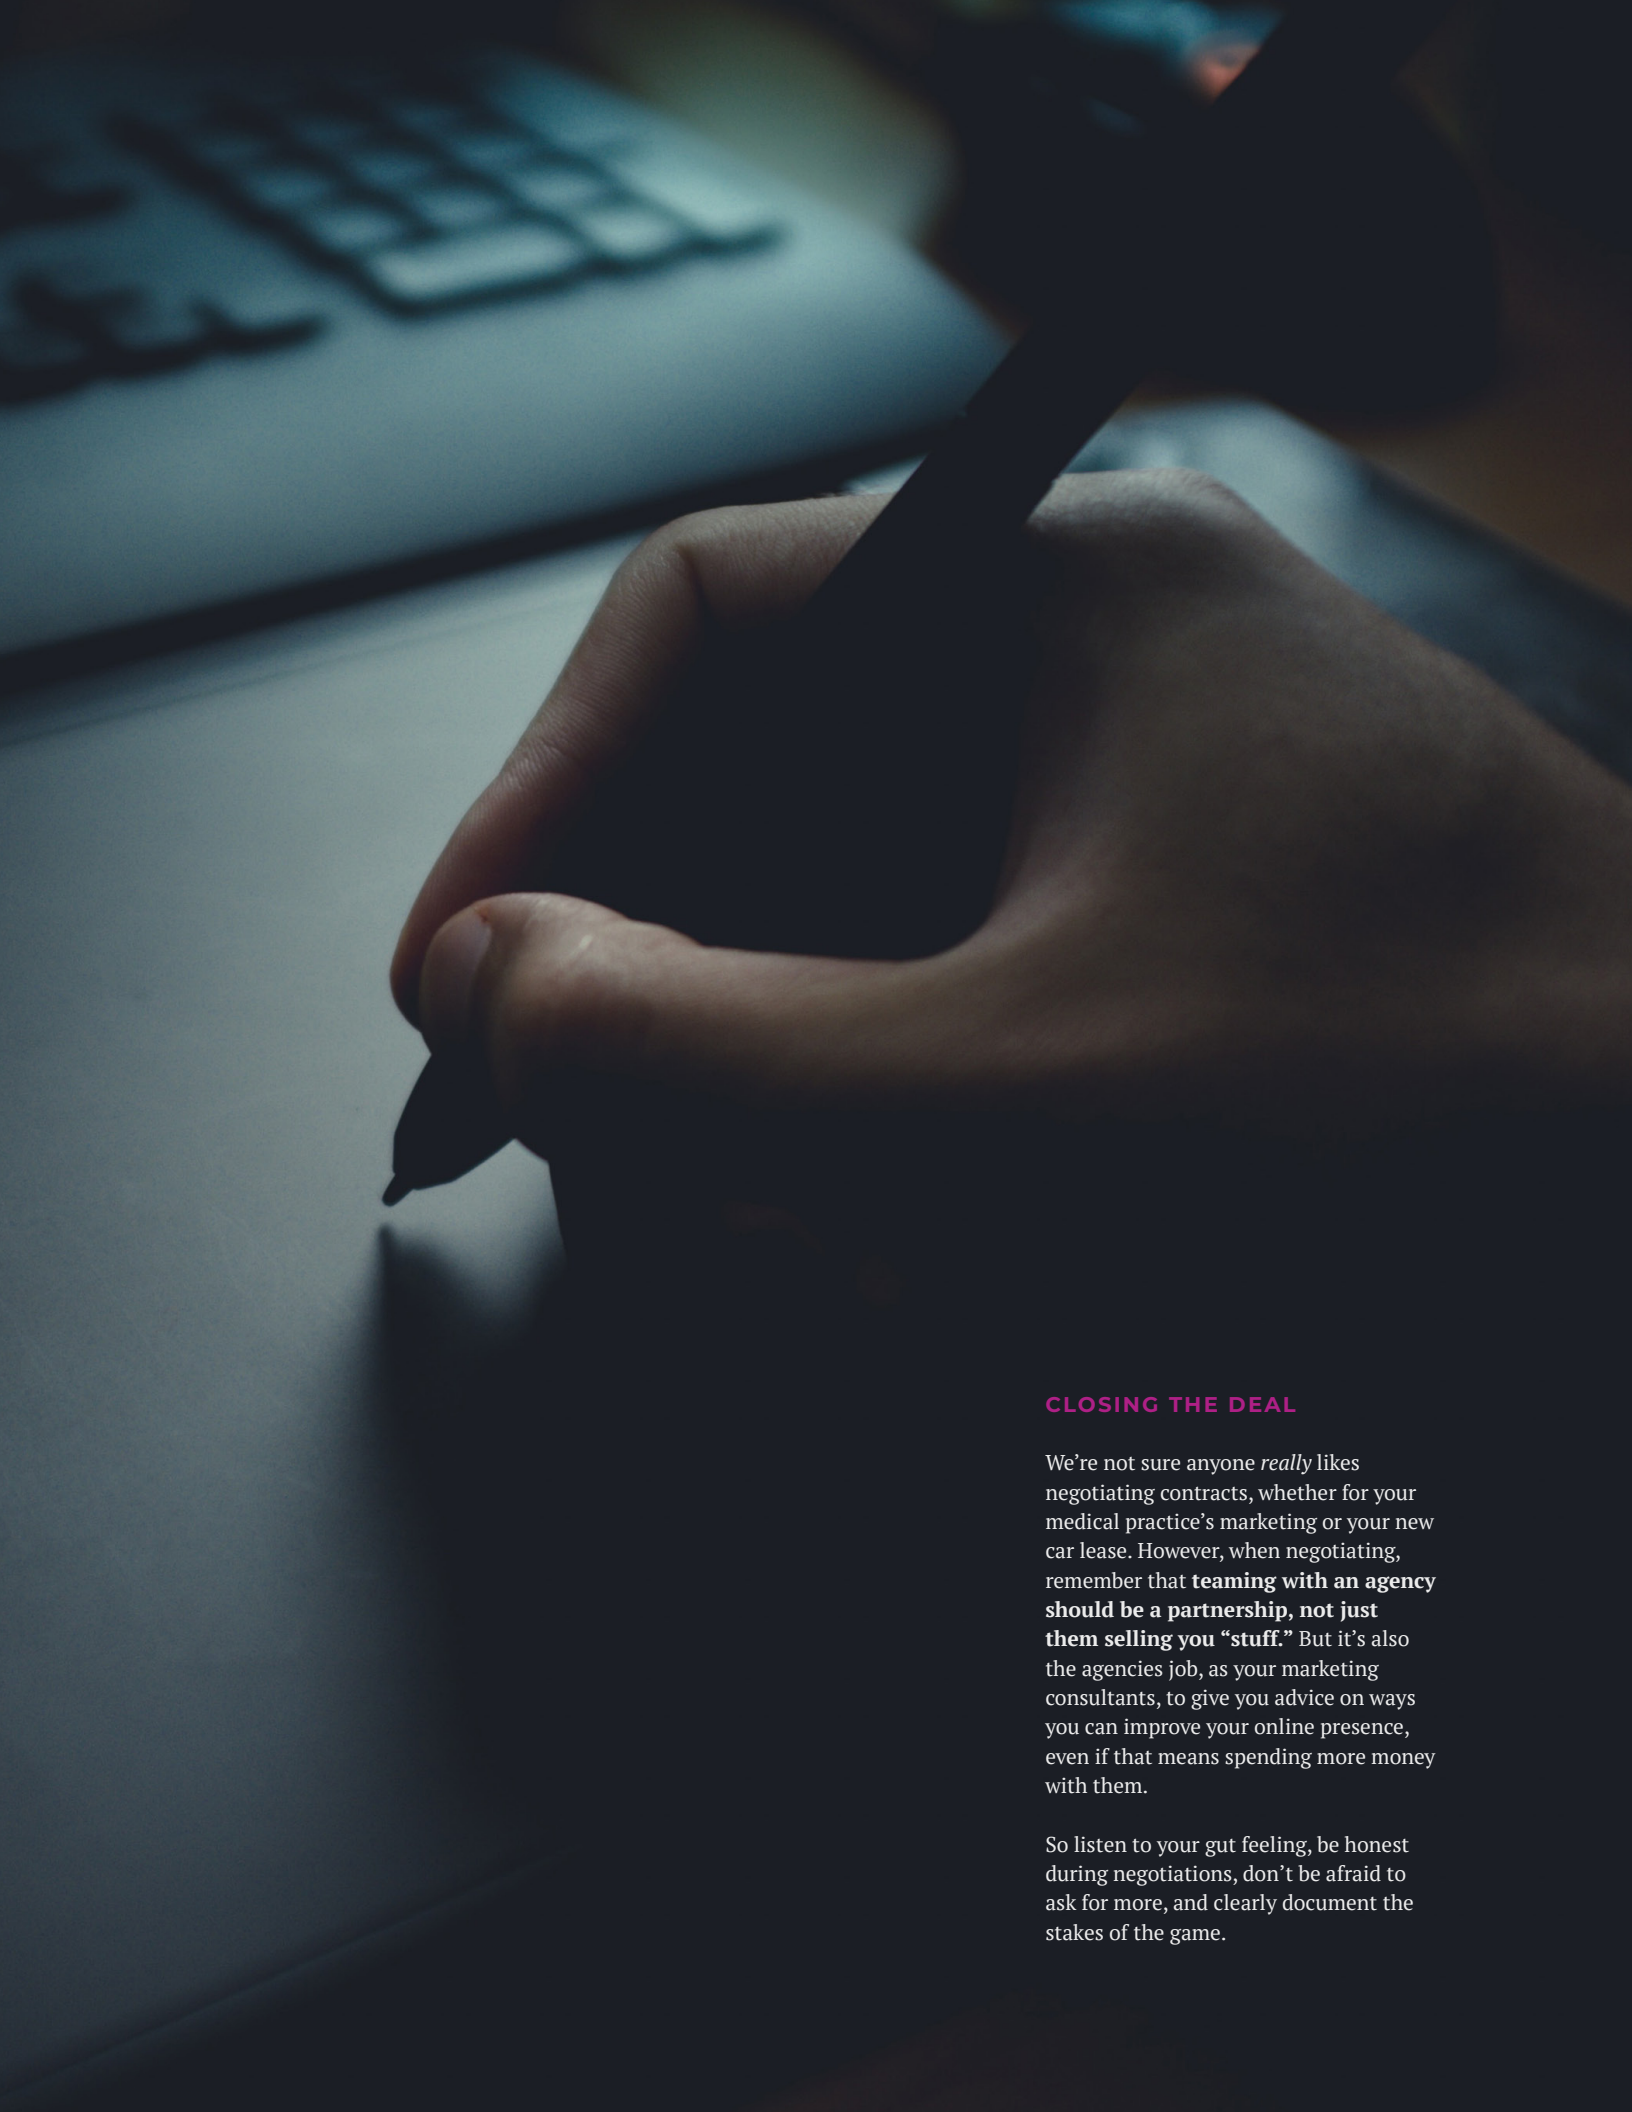 CLOSING THE DEAL
We’re not sure anyone really likes
negotiating contracts, whether for your
medical practice’s marketing or your new
car lease. However, when negotiating,
remember that teaming with an agency
should be a partnership, not just
them selling you “stuff.” But it’s also
the agencies job, as your marketing
consultants, to give you advice on ways
you can improve your online presence,
even if that means spending more money
with them.
So listen to your gut feeling, be honest
during negotiations, don’t be afraid to
ask for more, and clearly document the
stakes of the game.